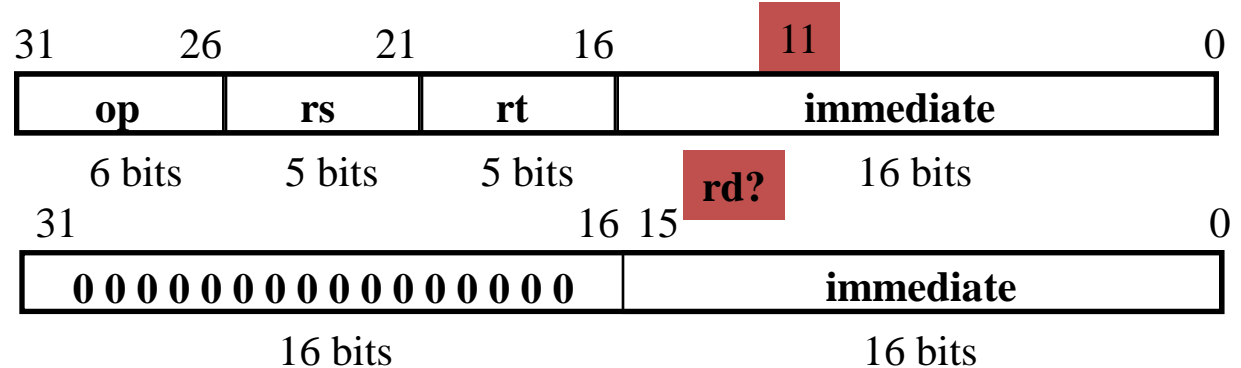 31 26 21 16 11 0
op rs rt immediate
6 bits 5 bits 5 bits rd? 16 bits
31 16 15 0
0 0 0 0 0 0 0 0 0 0 0 0 0 0 0 0 immediate
16 bits 16 bits